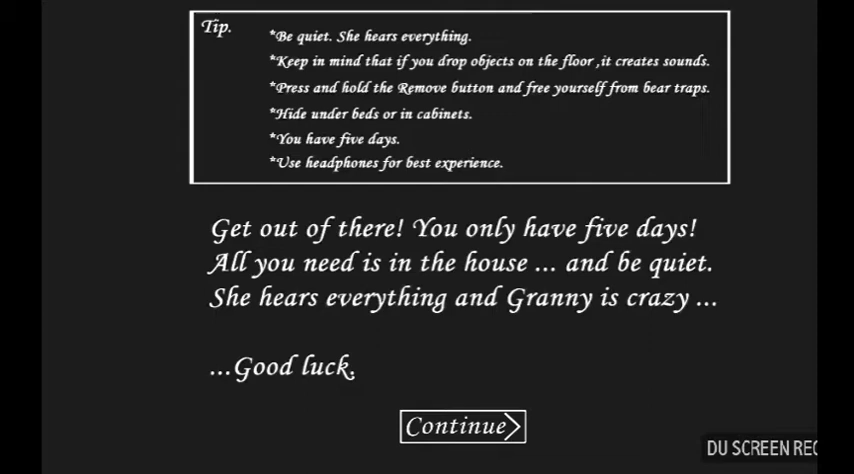 Tip.
*Be quiet. She hears everything.
*Keep in mind that if you drop objects on the floor ,it creates sounds.
*Press and hold the Remove button and free yourself from bear traps.
*Hide under beds or in cabinets.
*You have five days.
*Use headphones for best experience.
Get out of there! You only have five days!
All you need is in the house ... and be quiet.
She hears everything and Granny is crazy ...
...Good luck.
Continue
DU SCREEN REC